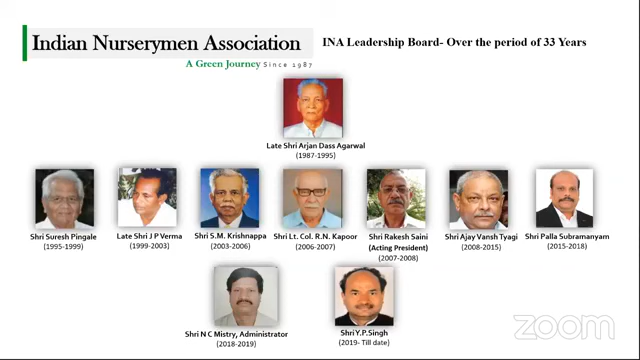 Indian Nurserymen Association
INA Leadership Board- Over the period of 33 Years
A Green Journey Since 1987
Late Shri Arjan Dass Agarwal
(1987-1995)
Shri Suresh Pingale
(1995-1999)
Late Shri J P Verma
(1999-2003)
Shri S.M. Krishnappa
(2003-2006)
Shri Lt. Col. R.N. Kapoor
(2006-2007)
Shri Rakesh Saini
(Acting President)
(2007-2008)
Shri Ajay Vansh Tyagi
(2008-2015)
Shri Palla Subramanyam
(2015-2018)
Shri N C Mistry, Administrator
(2018-2019)
Shri Y.P.Singh
(2019- Till date)
zoom